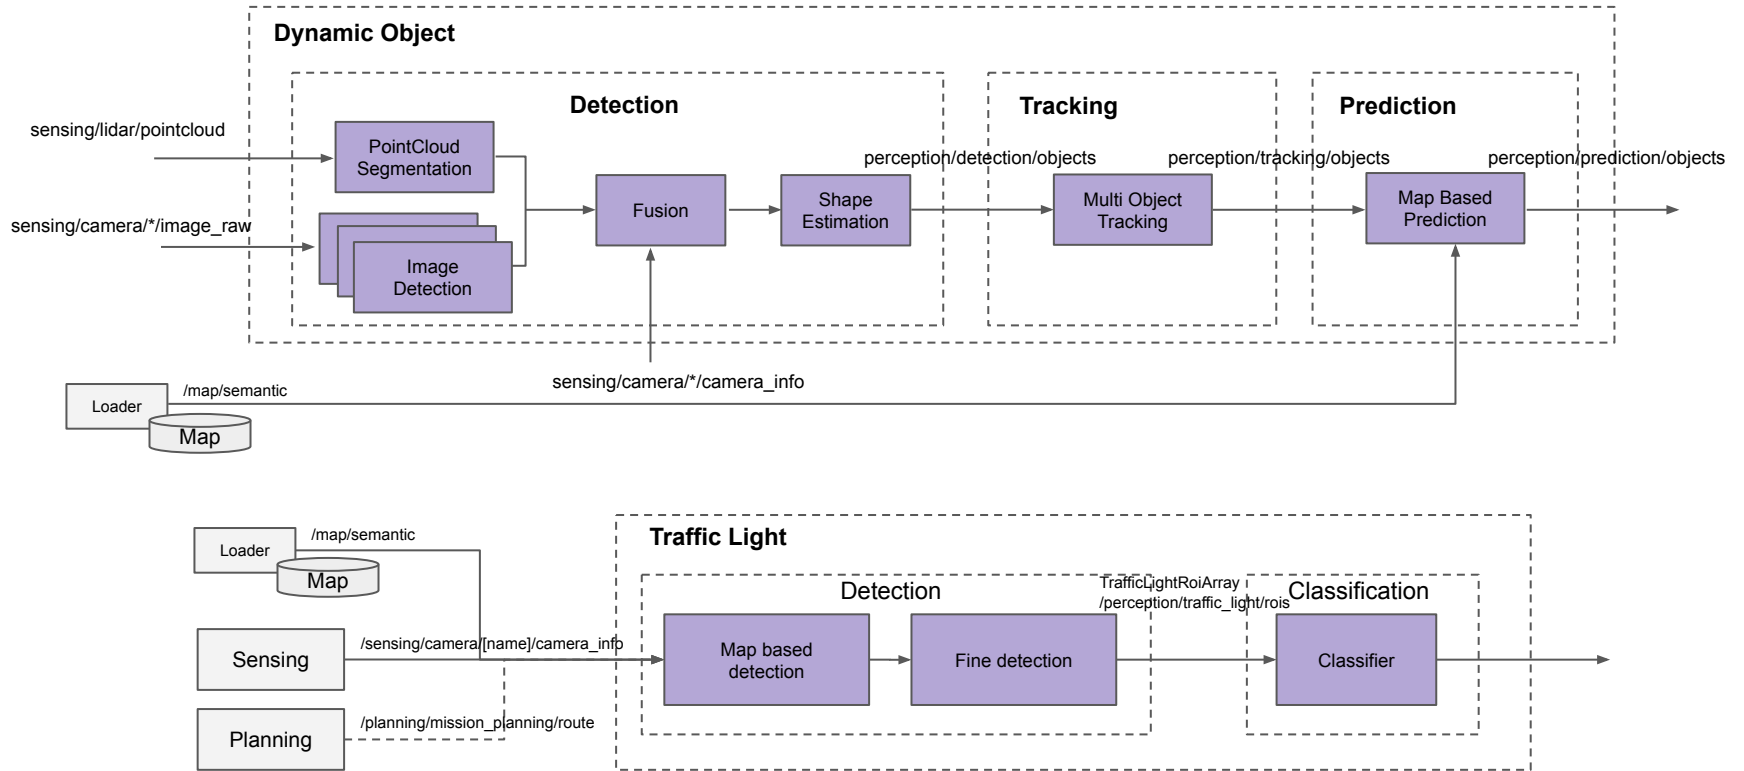 Dynamic Object
Detection
Tracking
Prediction
sensing/lidar/pointcloud
PointCloud
Segmentation
perception/detection/objects
perception/tracking/objects
perception/prediction/objects
sensing/camera/*/image_raw
Fusion
Shape
Estimation
Multi Object
Tracking
Map Based
Prediction
Image
Detection
sensing/camera/*/camera_info
/map/semantic
Loader
Map
Traffic Light
/map/semantic
Loader
Map
Detection
TrafficLightRoiArray
/perception/traffic_light/rois
Classification
/sensing/camera/[name]/camera_info
Sensing
Map based
detection
Fine detection
Classifier
/planning/mission_planning/route
Planning